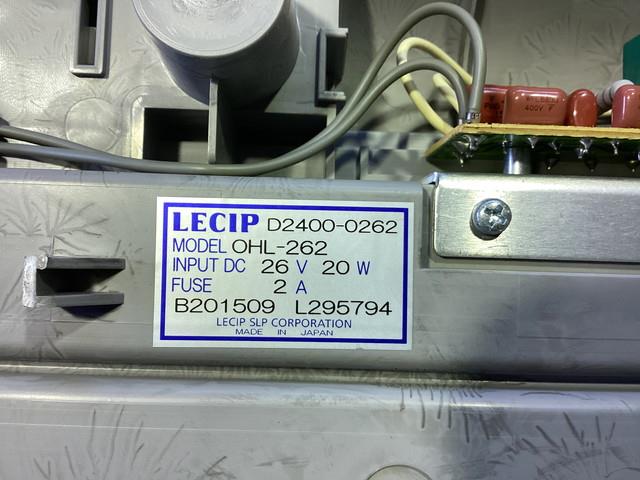 LECIP D2400-0262
MODEL OHL-262
INPUT DC 26 V 20 W
FUSE 2 A
B201509 L295794
LECIP SLP CORPORATION
MADE IN JAPAN
400V